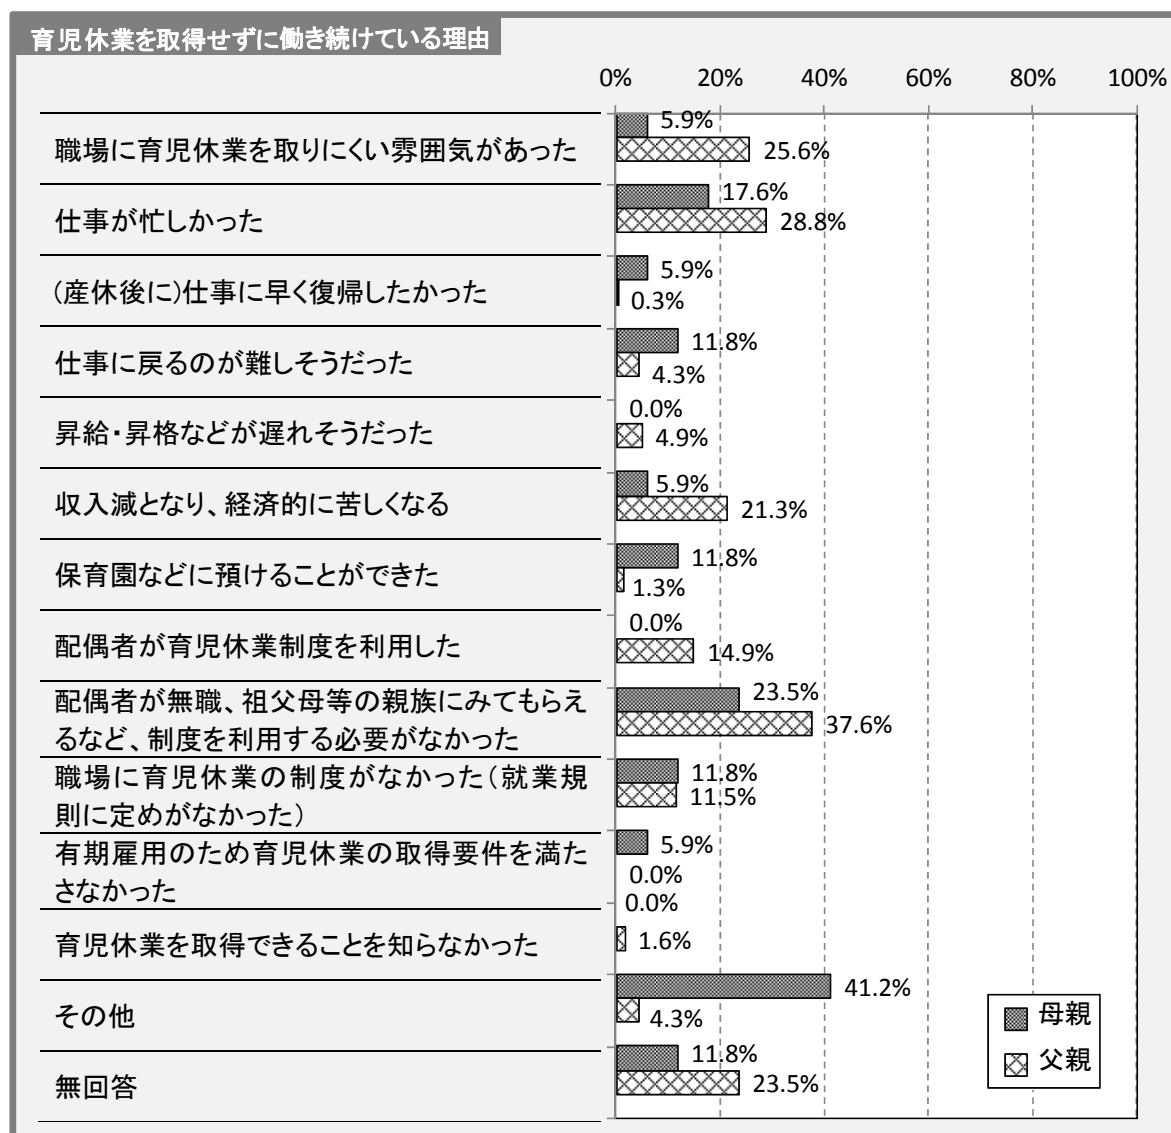 育児休業を取得せずに働き続けている理由
0% 20% 40% 60% 80% 100%
職場に育児休業を取りにくい雰囲気があった
5.9%
25.6%
仕事が忙しかった
17.6%
28.8%
(産休後に)仕事に早く復帰したかった
5.9%
0.3%
仕事に戻るのが難しそうだった
11.8%
4.3%
昇給・昇格などが遅れそうだった
0.0%
4.9%
収入減となり、経済的に苦しくなる
5.9%
21.3%
保育園などに預けることができた
11.8%
1.3%
配偶者が育児休業制度を利用した
0.0%
14.9%
配偶者が無職、祖父母等の親族にみてもらえ
るなど、制度を利用する必要がなかった
23.5%
37.6%
職場に育児休業の制度がなかった(就業規
則に定めがなかった)
11.8%
11.5%
有期雇用のため育児休業の取得要件を満た
さなかった
5.9%
0.0%
育児休業を取得できることを知らなかった
0.0%
1.6%
その他
41.2%
4.3%
無回答
11.8%
23.5%
母親
父親